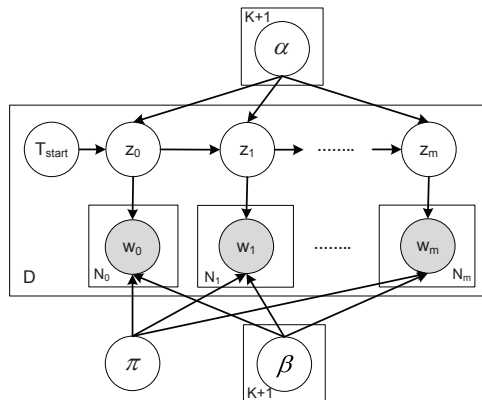 K+1
α
T_start z_0 z_1 ........ z_m
w_0 w_1 ........ w_m
D N_0 N_1 N_m
π β
K+1